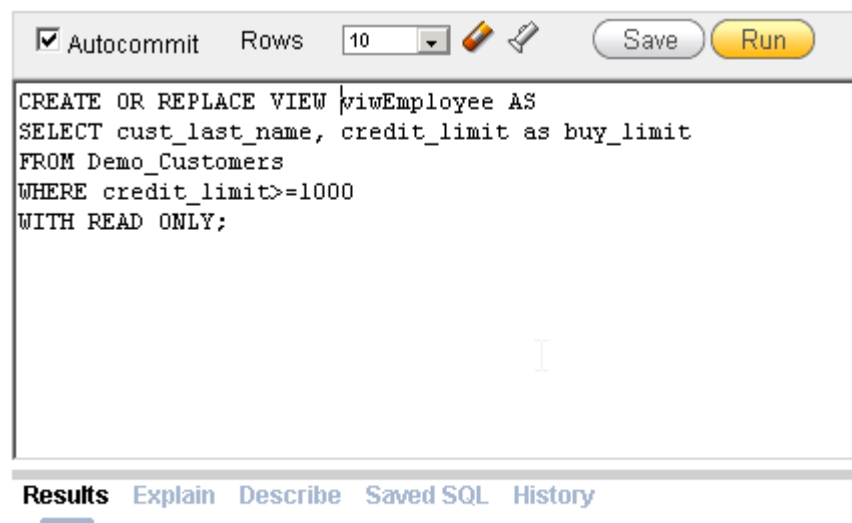 Autocommit Rows 10 Save Run
CREATE OR REPLACE VIEW viwEmployee AS
SELECT cust_last_name, credit_limit as buy_limit
FROM Demo_Customers
WHERE credit_limit>=1000
WITH READ ONLY;
Results Explain Describe Saved SQL History